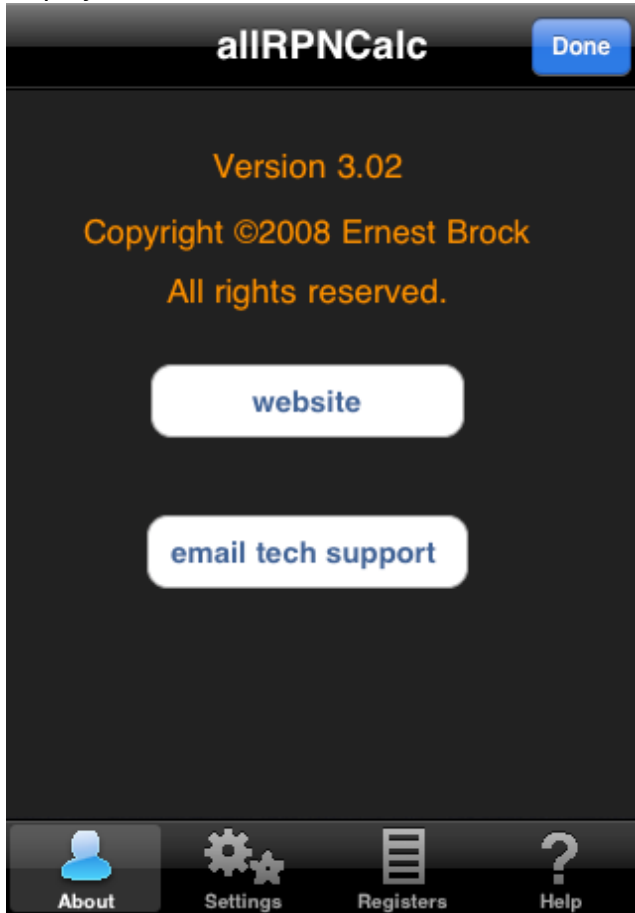 allRPNCalc
Done
Version 3.02
Copyright ©2008 Ernest Brock
All rights reserved.
website
email tech support
About
Settings
Registers
Help